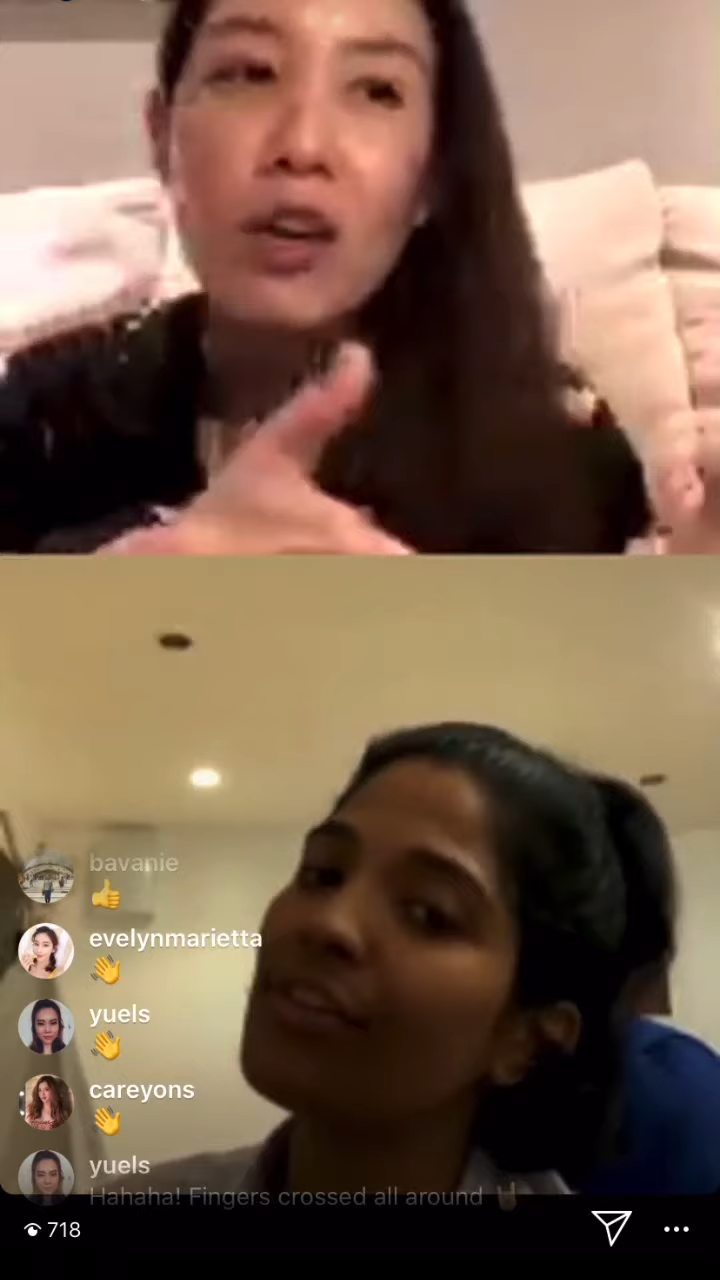 bavanie
👍
evelynmarietta
👋
yuels
👋
careyons
👋
yuels
Hahaha! Fingers crossed all around 🤘
718